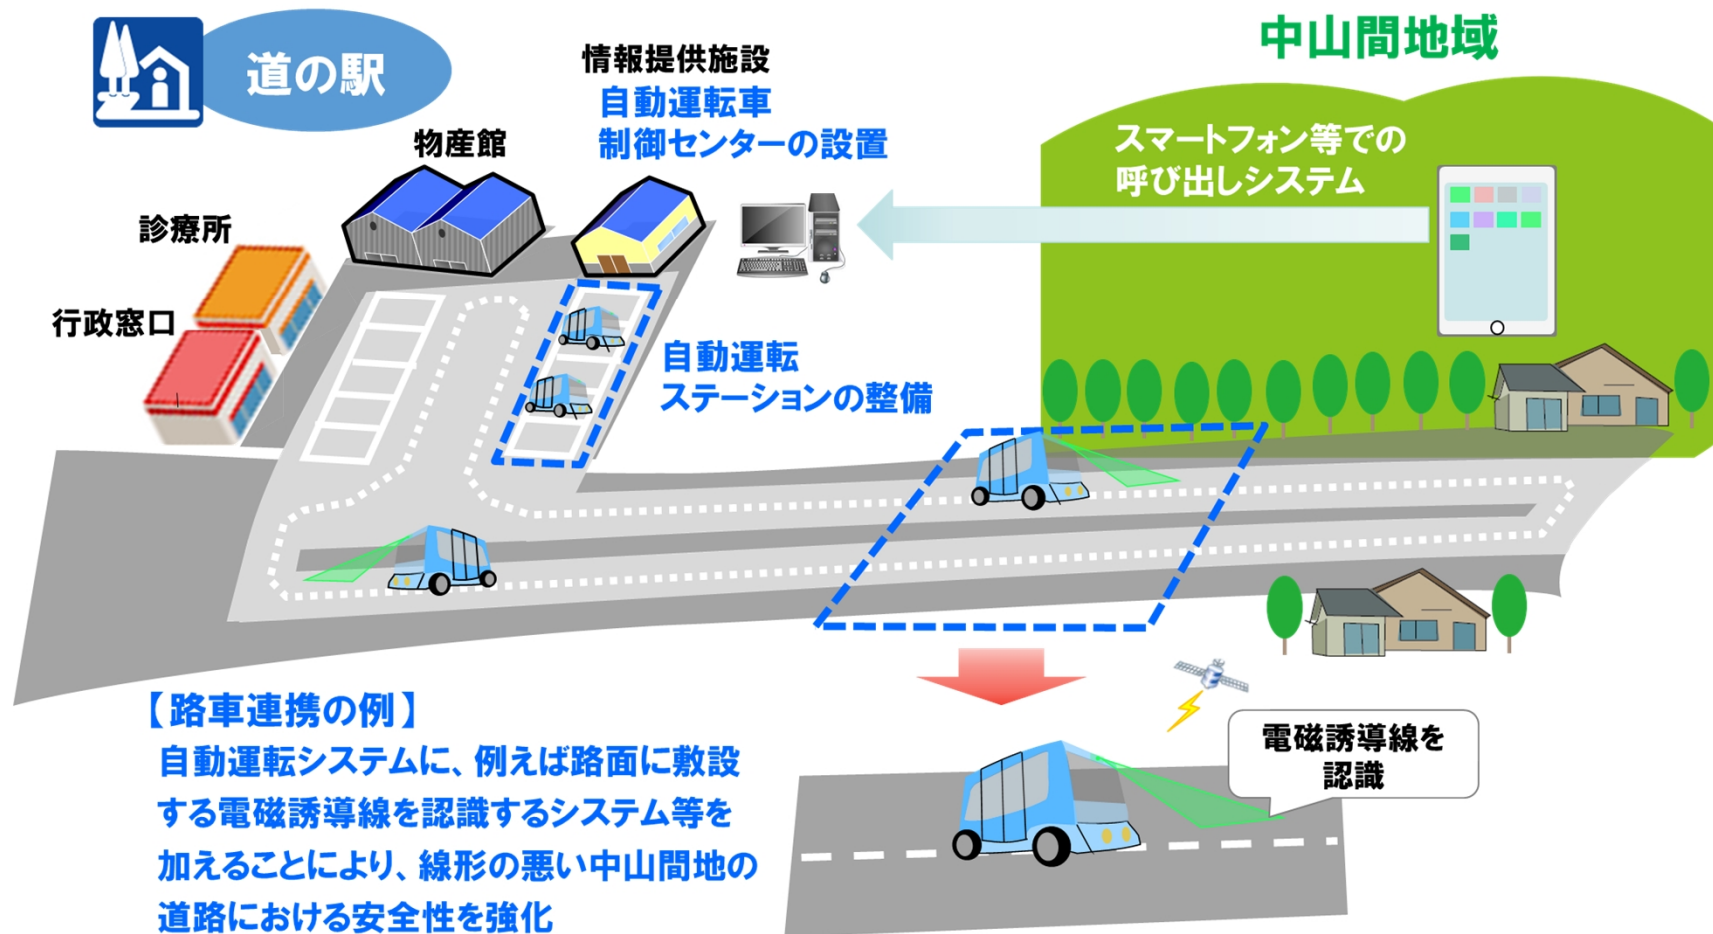 道の駅
情報提供施設
自動運転車
制御センターの設置
中山間地域
物産館
スマートフォン等での
呼び出しシステム
診療所
行政窓口
自動運転
ステーションの整備
【路車連携の例】
自動運転システムに、例えば路面に敷設
する電磁誘導線を認識するシステム等を
加えることにより、線形の悪い中山間地の
道路における安全性を強化
電磁誘導線を
認識